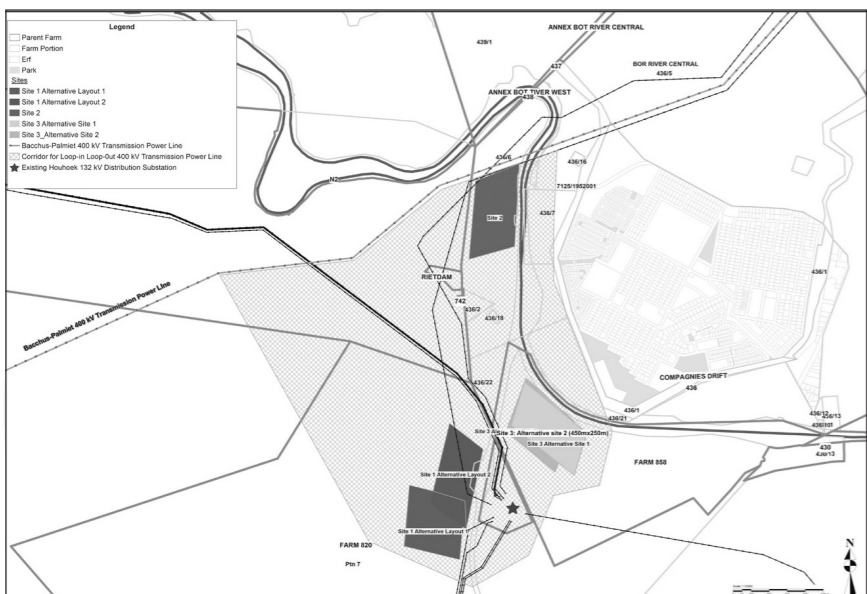 Legend
Parent Farm
Farm Portion
Erf
Park
Sites
Site 1 Alternative Layout 1
Site 1 Alternative Layout 2
Site 2
Site 3 Alternative Site 1
Site 3_Alternative Site 2
Bacchus-Palmiet 400 kV Transmission Power Line
Corridor for Loop-in Loop-0ut 400 kV Transmission Power Line
Existing Houhoek 132 kV Distribution Substation
ANNEX BOT RIVER CENTRAL
439/1
437
BOR RIVER CENTRAL
436/5
ANNEX BOT RIVER WEST
438
436/6
436/16
N2
7125/1952001
Site 2
436/7
436/1
RIETDAM
742
436/2
436/18
Bacchus-Palmiet 400 kV Transmission Power Line
COMPAGNIES DRIFT
436
436/22
436/1
436/21
436/12
436/13
436/101
Site 3 A
Site 3: Alternative site 2 (450mx250m)
Site 3 Alternative Site 1
430
FARM 858
Site 1 Alternative Layout 2
Site 1 Alternative Layout
FARM 820
Ptn 7
N